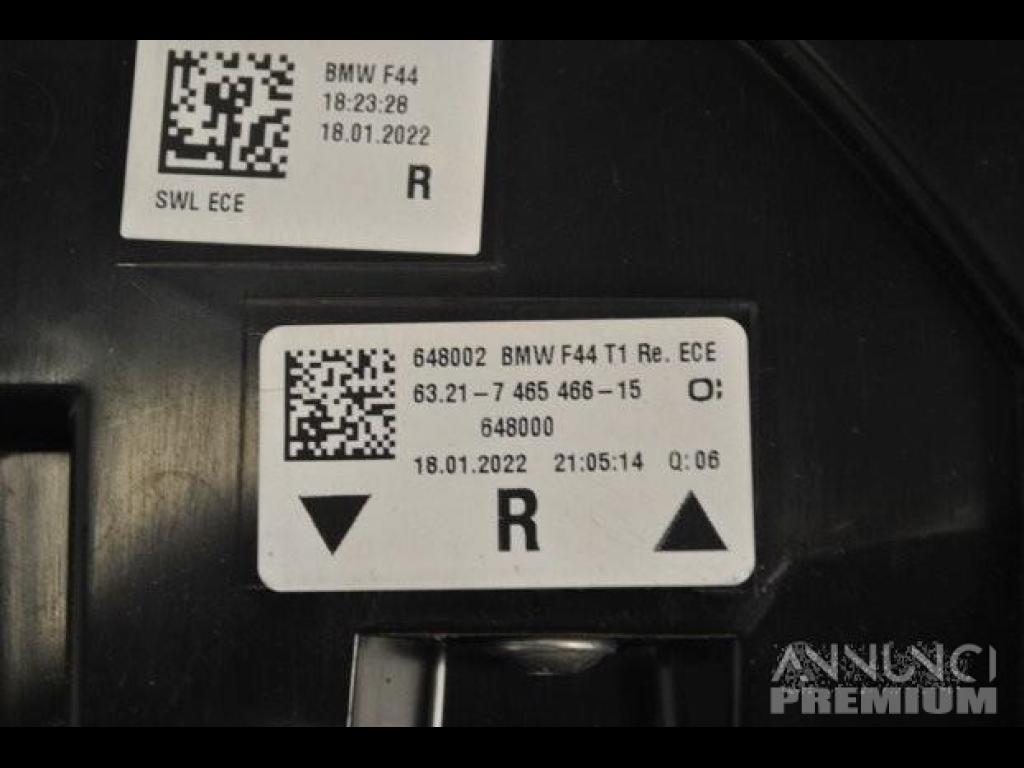 BMW F44
18:23:28
18.01.2022
R
SWL ECE
648002 BMW F44 T1 Re. ECE
63.21-7 465 466-15
648000
18.01.2022 21:05:14 Q:06
R
ANNUNCI
PREMIUM